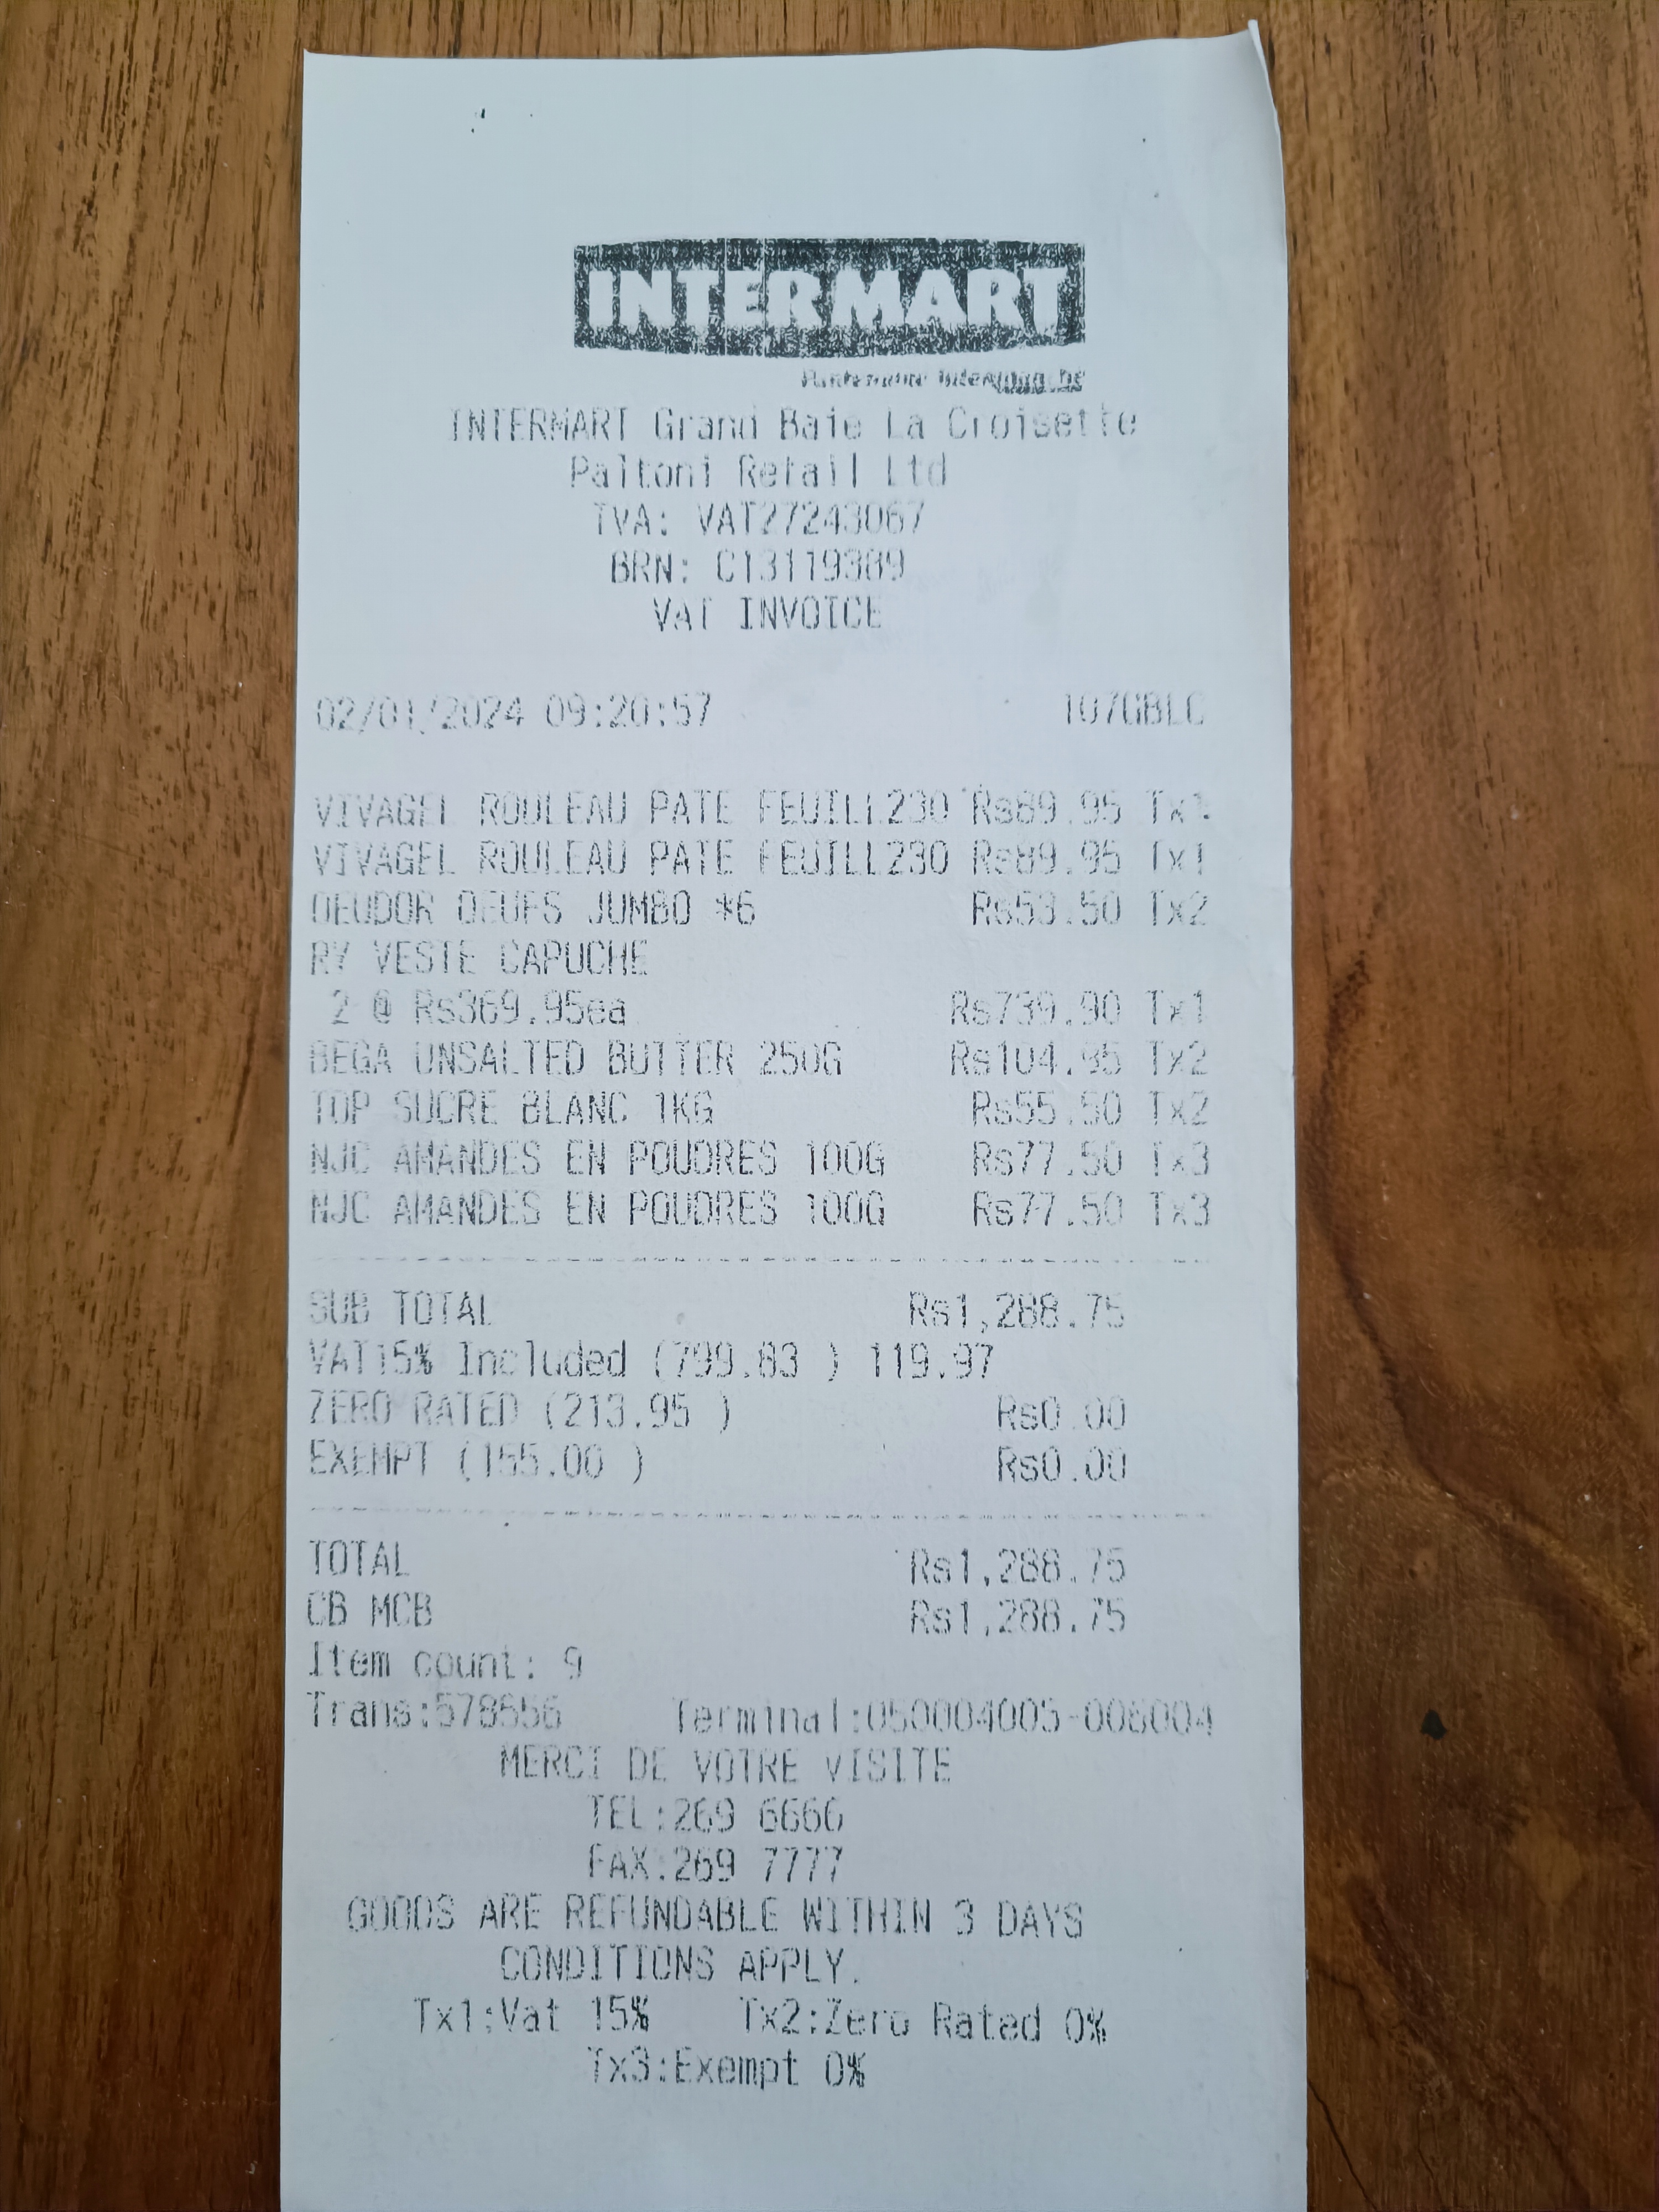 INTERMART
INTERMART Grand Baie La Croisette
Paltoni Retail Ltd
TVA: VAT27243067
BRN: C13119389
VAT INVOICE
02/01/2024 09:20:57 107GBLC
VIVAGEL ROULEAU PATE FEUILL230 Rs89.95 Tx1
VIVAGEL ROULEAU PATE FEUILL230 Rs89.95 Tx1
OEUDOR OEUFS JUMBO *6 Rs53.50 Tx2
RY VESTE CAPUCHE
2 @ Rs369.95ea Rs739.90 Tx1
BEGA UNSALTED BUTTER 250G Rs104.95 Tx2
TOP SUCRE BLANC 1KG Rs55.50 Tx2
NJC AMANDES EN POUDRES 100G Rs77.50 Tx3
NJC AMANDES EN POUDRES 100G Rs77.50 Tx3
SUB TOTAL Rs1,288.75
VAT15% Included (799.83 ) 119.97
ZERO RATED (213.95 ) Rs0.00
EXEMPT (155.00 ) Rs0.00
TOTAL Rs1,288.75
CB MCB Rs1,288.75
Item count: 9
Trans:578556 Terminal:050004005-006004
MERCI DE VOTRE VISITE
TEL:269 6666
FAX:269 7777
GOODS ARE REFUNDABLE WITHIN 3 DAYS
CONDITIONS APPLY.
Tx1:Vat 15% Tx2:Zero Rated 0%
Tx3:Exempt 0%